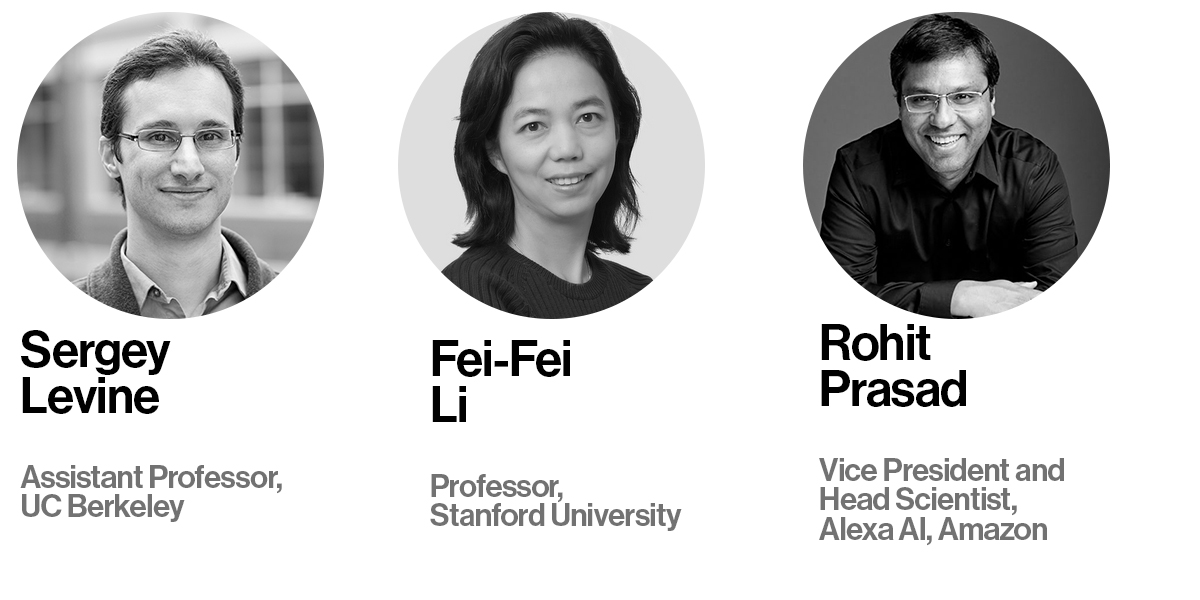 Sergey
Levine
Assistant Professor,
UC Berkeley
Fei-Fei
Li
Professor,
Stanford University
Rohit
Prasad
Vice President and
Head Scientist,
Alexa AI, Amazon